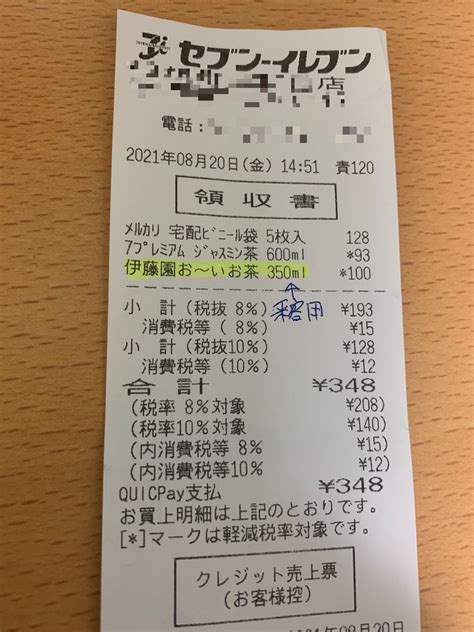 セブン-イレブン
店
電話:
2021年08月20日(金) 14:51 責120
領収書
メルカリ 宅配ビニール袋 5枚入 128
7プレミアム ジャスミン茶 600ml *93
伊藤園お～いお茶 350ml *100
小 計(税抜 8%) ¥193
消費税等( 8%) ¥15
小 計(税抜10%) ¥128
消費税等(10%) ¥12
合 計 ¥348
(税率 8%対象 ¥208)
(税率10%対象 ¥140)
(内消費税等 8% ¥15)
(内消費税等10% ¥12)
QUICPay支払 ¥348
お買上明細は上記のとおりです。
[*]マークは軽減税率対象です。
クレジット売上票
(お客様控)